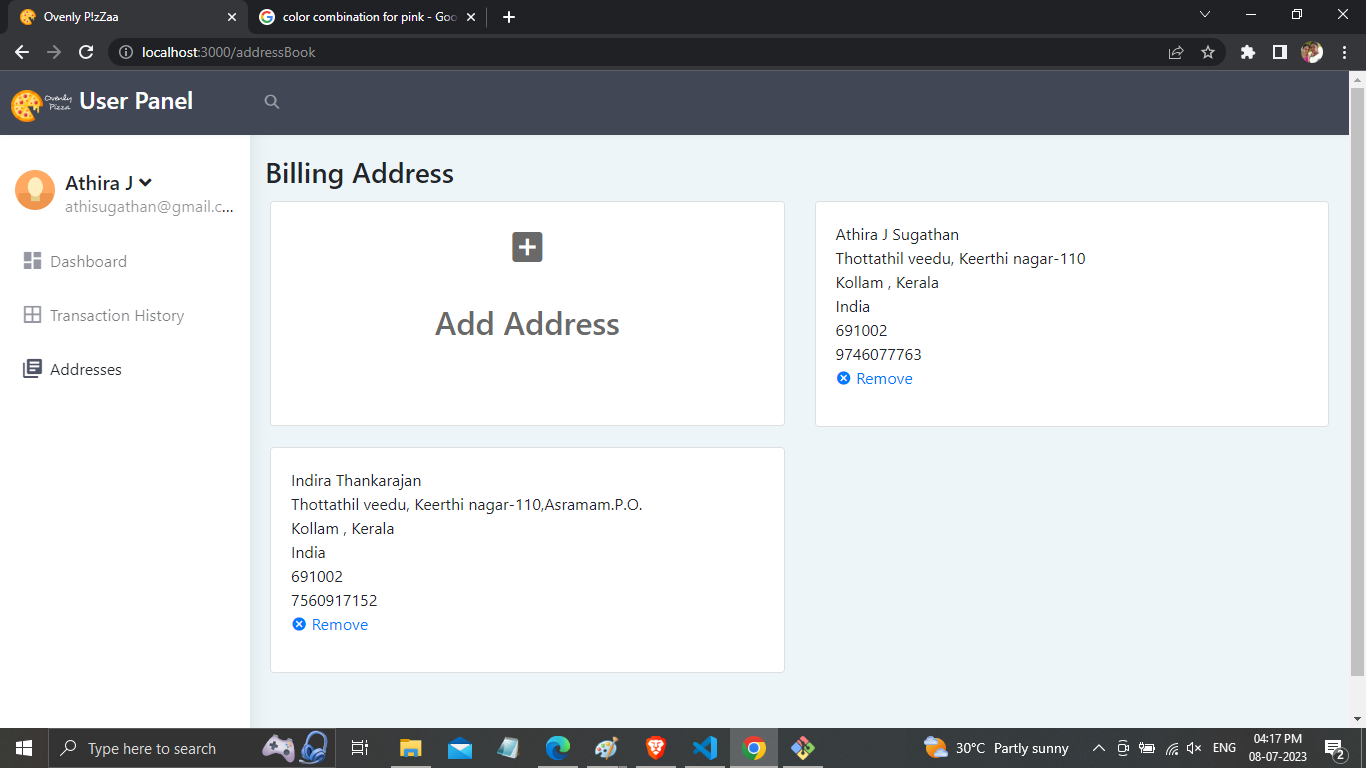 Ovenly P!zZaa
color combination for pink - Goo
localhost:3000/addressBook
Ovenly
Pizza
User Panel
Athira J
athisugathan@gmail.c...
Dashboard
Transaction History
Addresses
Billing Address
Add Address
Athira J Sugathan
Thottathil veedu, Keerthi nagar-110
Kollam , Kerala
India
691002
9746077763
Remove
Indira Thankarajan
Thottathil veedu, Keerthi nagar-110,Asramam.P.O.
Kollam , Kerala
India
691002
7560917152
Remove
Type here to search
30°C Partly sunny
ENG
04:17 PM
08-07-2023
2